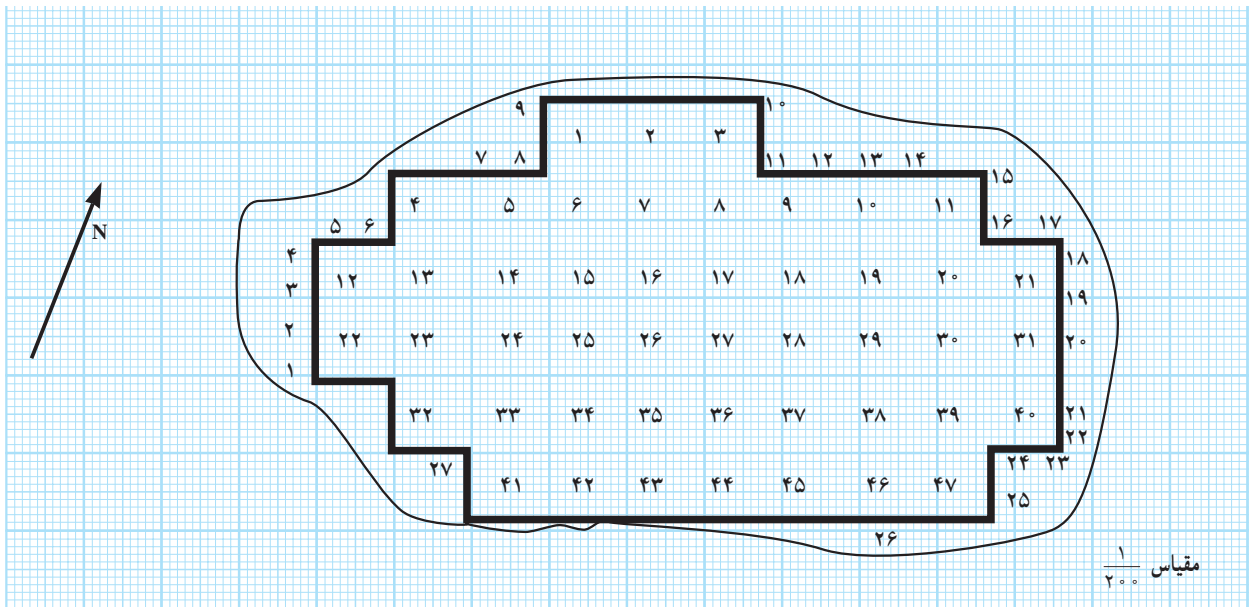 ۹ ۱۰
۱ ۲ ۳
۷ ۸ ۱۱ ۱۲ ۱۳ ۱۴
۱۵
۴ ۵ ۶ ۷ ۸ ۹ ۱۰ ۱۱
۵ ۶ ۱۶ ۱۷
N
۴ ۱۸
۱۲ ۱۳ ۱۴ ۱۵ ۱۶ ۱۷ ۱۸ ۱۹ ۲۰ ۲۱
۳ ۱۹
۲ ۲۲ ۲۳ ۲۴ ۲۵ ۲۶ ۲۷ ۲۸ ۲۹ ۳۰ ۳۱ ۲۰
۱
۳۲ ۳۳ ۳۴ ۳۵ ۳۶ ۳۷ ۳۸ ۳۹ ۴۰ ۲۱
۲۲
۲۷ ۲۴ ۲۳
۴۱ ۴۲ ۴۳ ۴۴ ۴۵ ۴۶ ۴۷ ۲۵
۲۶
مقیاس ۱/۲۰۰